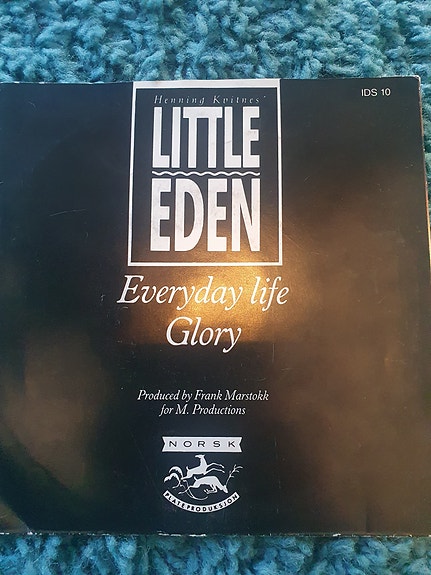 IDS 10
Henning Kvitnes'
LITTLE
EDEN
Everyday life
Glory
Produced by Frank Marstokk
for M. Productions
NORSK
PLATEPRODUKSJON